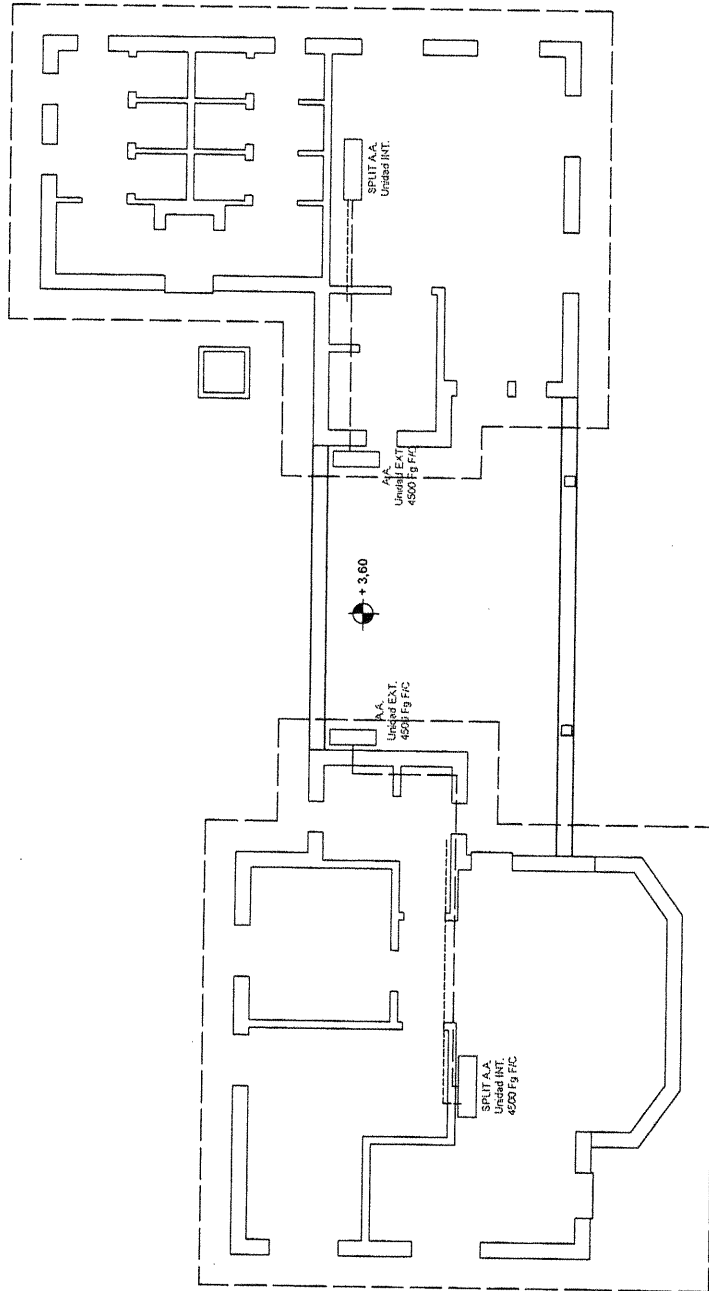 SPLIT A.A.
Unidad INT.
A.A.
Unidad EXT.
4500 Fg F/C
+ 3,60
A.A.
Unidad EXT.
4500 Fg F/C
SPLIT A.A.
Unidad INT.
4500 Fg F/C